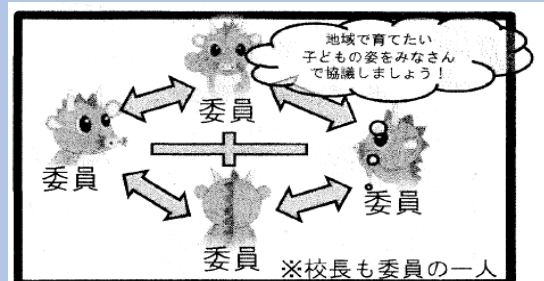 地域で育てたい
子どもの姿をみなさん
で協議しましょう！
委員
委員
委員
委員
※校長も委員の一人